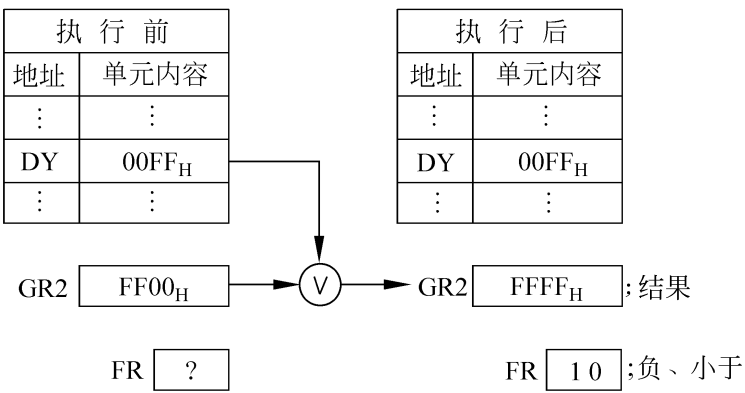 执行前 执行后
地址 单元内容 地址 单元内容
⋮ ⋮ ⋮ ⋮
DY 00FFH DY 00FFH
⋮ ⋮ ⋮ ⋮
GR2 FF00H V GR2 FFFFH ;结果
FR ? FR 10 ;负、小于